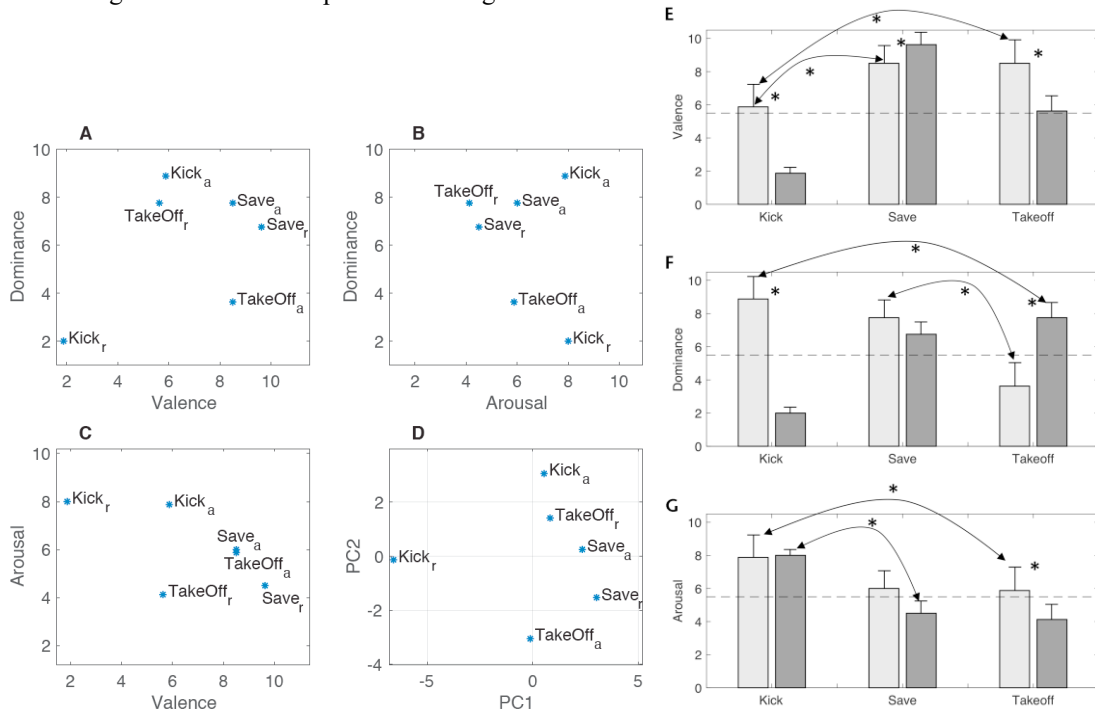 A
10
8
6
4
2
Dominance
Kick a
TakeOff r
Save a
Save r
TakeOff a
Kick r
2 4 6 8 10
Valence
B
10
8
6
4
2
Dominance
Kick a
TakeOff r
Save a
Save r
TakeOff a
Kick r
2 4 6 8 10
Arousal
C
10
8
6
4
2
Arousal
Kick r
Kick a
Save a
TakeOff a
TakeOff r
Save r
2 4 6 8 10
Valence
D
2
0
-2
-4
PC2
Kick a
TakeOff r
Save a
Kick r
Save r
TakeOff a
-5 0 5
PC1
E
10
8
6
4
2
0
Valence
* * * * *
Kick Save Takeoff
F
10
8
6
4
2
0
Dominance
* * * *
Kick Save Takeoff
G
10
8
6
4
2
0
Arousal
* * *
Kick Save Takeoff